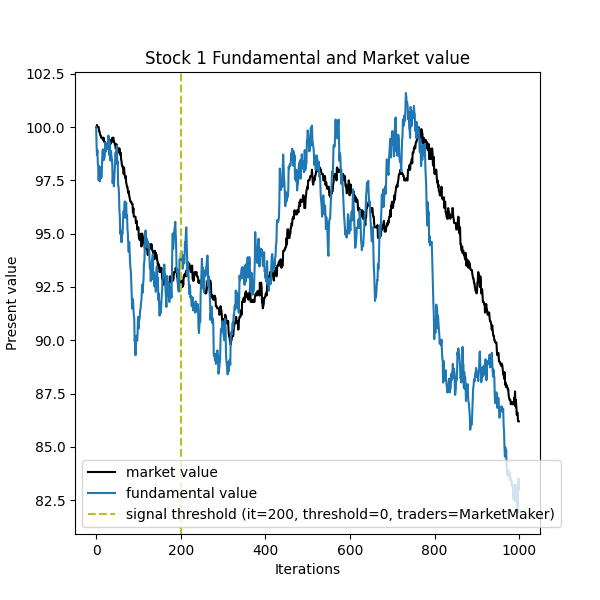 Stock 1 Fundamental and Market value
102.5
100.0
97.5
95.0
92.5
90.0
87.5
85.0
82.5
Present value
market value
fundamental value
signal threshold (it=200, threshold=0, traders=MarketMaker)
0 200 400 600 800 1000
Iterations